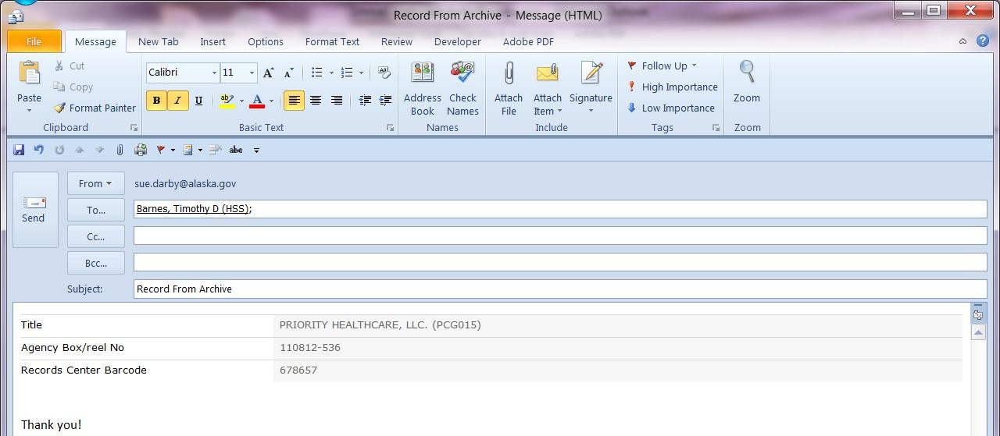 Record From Archive - Message (HTML)
File Message New Tab Insert Options Format Text Review Developer Adobe PDF
Paste Cut Copy Format Painter
Clipboard
Calibri 11 A A
B I U ab A
Basic Text
Address Book Check Names
Names
Attach File Attach Item Signature
Include
Follow Up
High Importance
Low Importance
Tags
Zoom
Zoom
abc
Send
From sue.darby@alaska.gov
To... Barnes, Timothy D (HSS);
Cc...
Bcc...
Subject: Record From Archive
Title PRIORITY HEALTHCARE, LLC. (PCG015)
Agency Box/reel No 110812-536
Records Center Barcode 678657
Thank you!